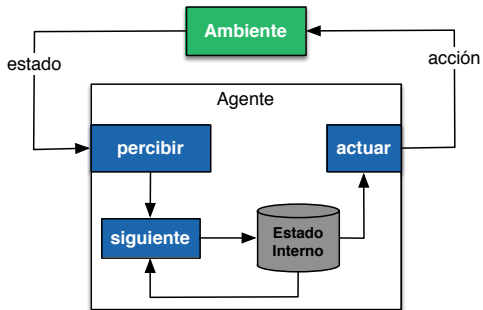 Ambiente
estado
acción
Agente
percibir
actuar
siguiente
Estado
Interno